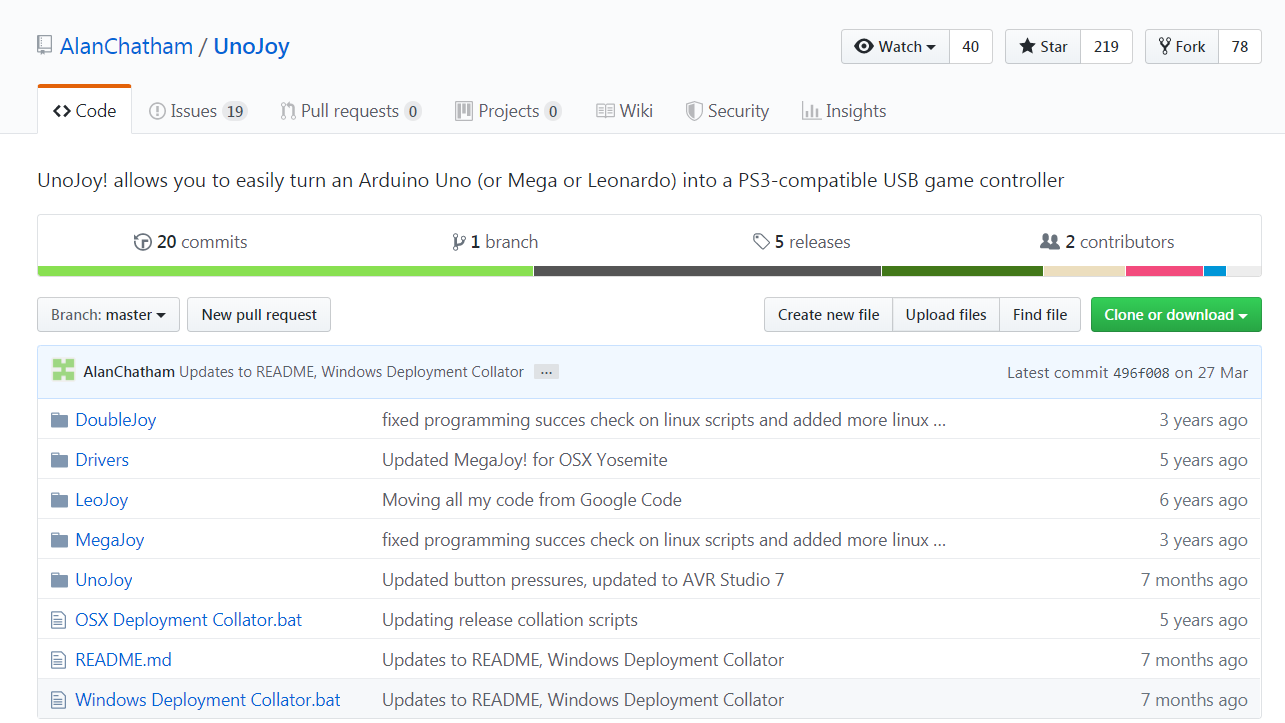 AlanChatham / UnoJoy
Watch 40 Star 219 Fork 78
Code Issues 19 Pull requests 0 Projects 0 Wiki Security Insights
UnoJoy! allows you to easily turn an Arduino Uno (or Mega or Leonardo) into a PS3-compatible USB game controller
20 commits 1 branch 5 releases 2 contributors
Branch: master New pull request Create new file Upload files Find file Clone or download
AlanChatham Updates to README, Windows Deployment Collator ... Latest commit 496f008 on 27 Mar
DoubleJoy fixed programming succes check on linux scripts and added more linux ... 3 years ago
Drivers Updated MegaJoy! for OSX Yosemite 5 years ago
LeoJoy Moving all my code from Google Code 6 years ago
MegaJoy fixed programming succes check on linux scripts and added more linux ... 3 years ago
UnoJoy Updated button pressures, updated to AVR Studio 7 7 months ago
OSX Deployment Collator.bat Updating release collation scripts 5 years ago
README.md Updates to README, Windows Deployment Collator 7 months ago
Windows Deployment Collator.bat Updates to README, Windows Deployment Collator 7 months ago